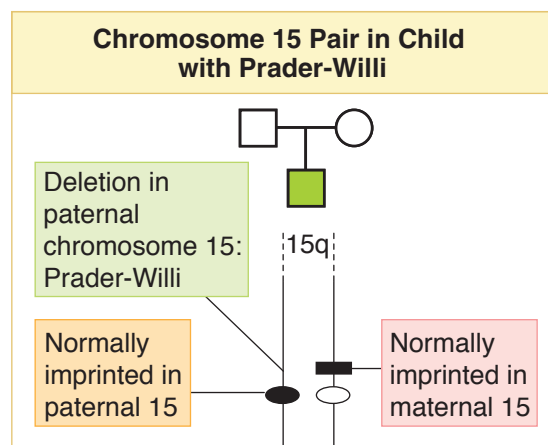 Chromosome 15 Pair in Child
with Prader-Willi
Deletion in
paternal
chromosome 15:
Prader-Willi
15q
Normally
imprinted in
paternal 15
Normally
imprinted in
maternal 15